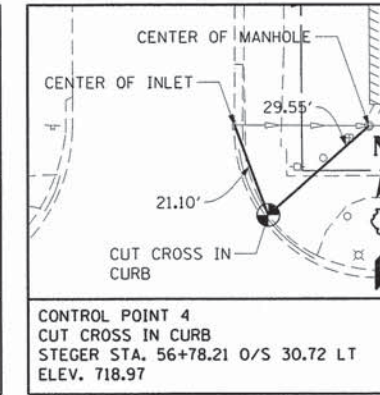 CENTER OF MANHOLE
CENTER OF INLET
29.55'
21.10'
CUT CROSS IN
CURB
CONTROL POINT 4
CUT CROSS IN CURB
STEGER STA. 56+78.21 O/S 30.72 LT
ELEV. 718.97